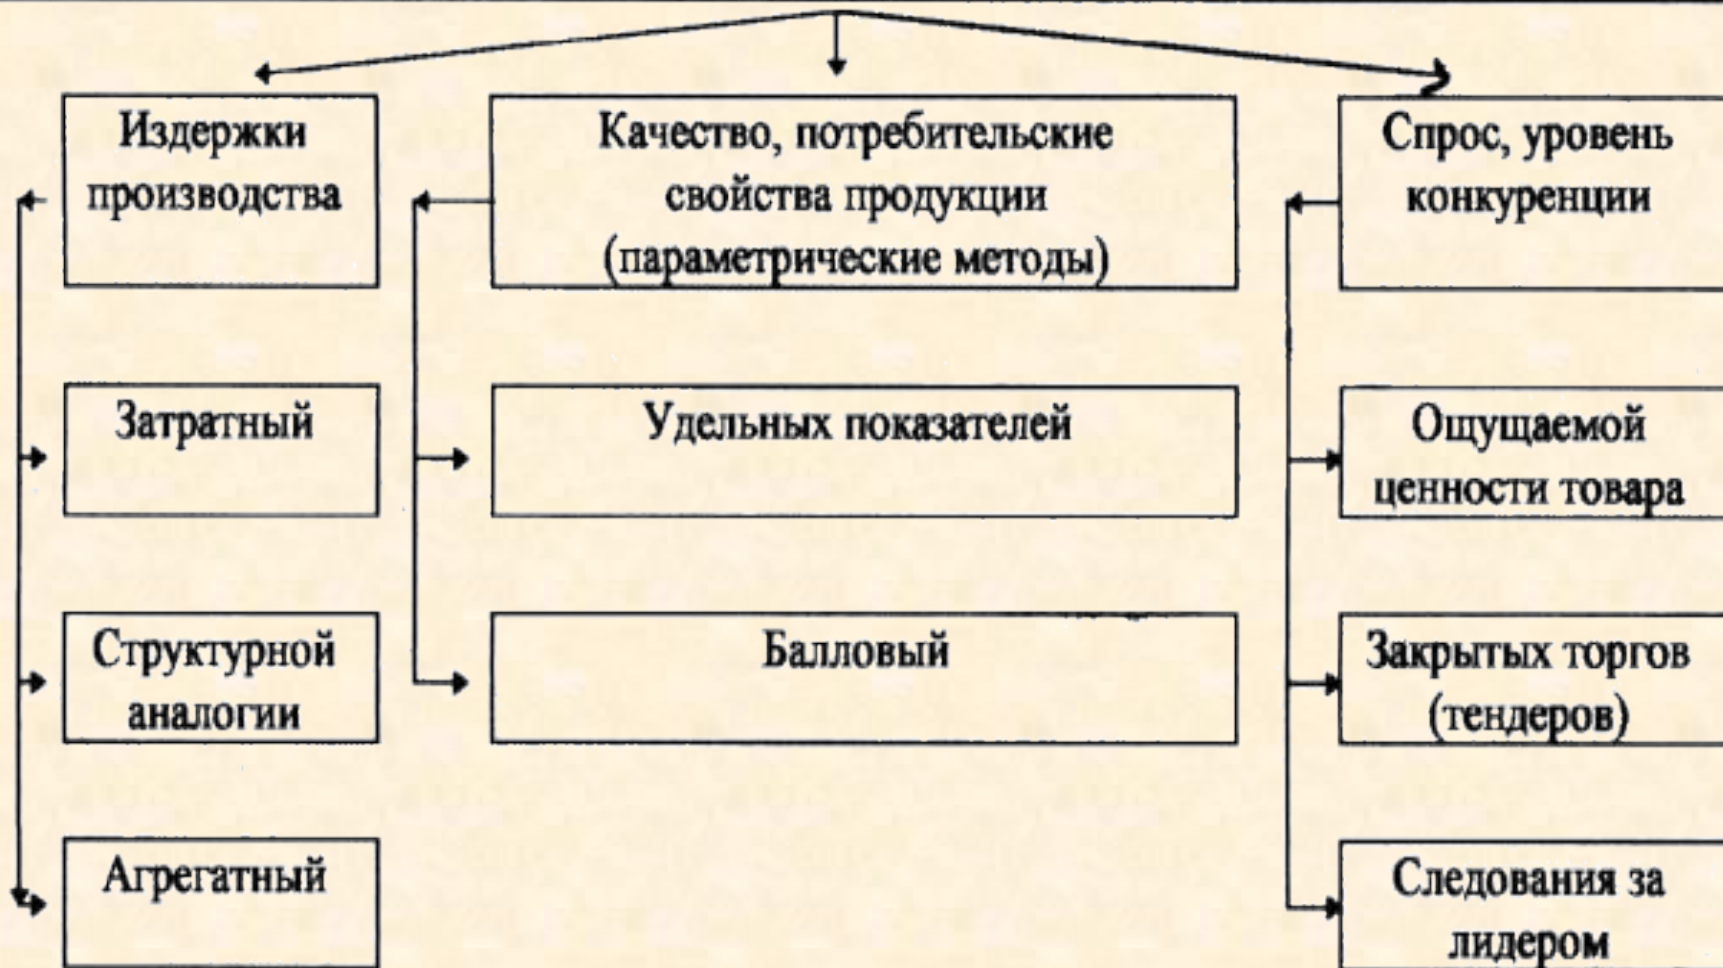 Издержки
производства
Качество, потребительские
свойства продукции
(параметрические методы)
Спрос, уровень
конкуренции
Затратный
Удельных показателей
Ощущаемой
ценности товара
Структурной
аналогии
Балловый
Закрытых торгов
(тендеров)
Агрегатный
Следования за
лидером